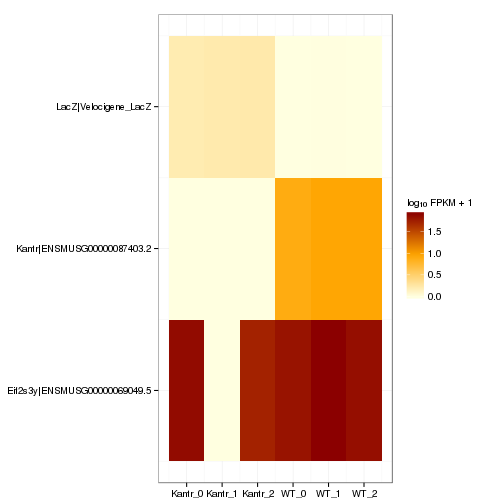 LacZ|Velocigene_LacZ
Kantr|ENSMUSG00000087403.2
Eif2s3y|ENSMUSG00000069049.5
Kantr_0 Kantr_1 Kantr_2 WT_0 WT_1 WT_2
log10 FPKM + 1
1.5
1.0
0.5
0.0